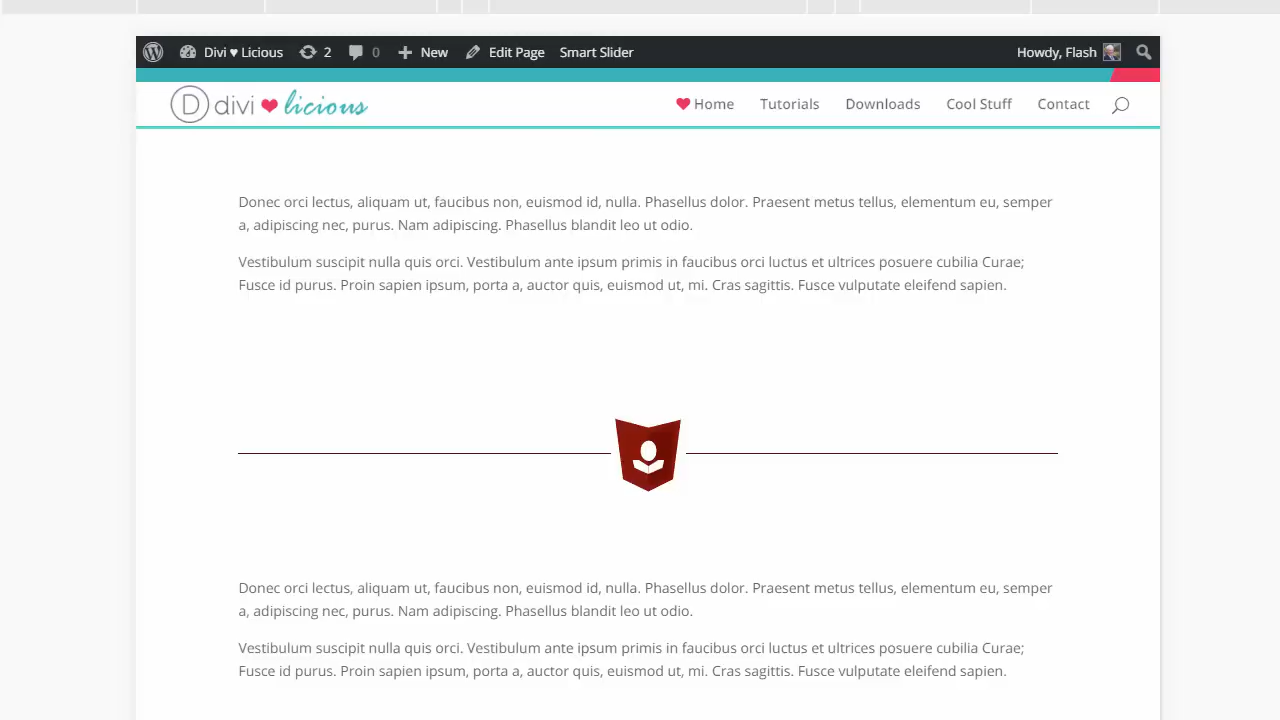 Divi ♥ Licious 2 0 New Edit Page Smart Slider Howdy, Flash
D divi licious Home Tutorials Downloads Cool Stuff Contact
Donec orci lectus, aliquam ut, faucibus non, euismod id, nulla. Phasellus dolor. Praesent metus tellus, elementum eu, semper
a, adipiscing nec, purus. Nam adipiscing. Phasellus blandit leo ut odio.
Vestibulum suscipit nulla quis orci. Vestibulum ante ipsum primis in faucibus orci luctus et ultrices posuere cubilia Curae;
Fusce id purus. Proin sapien ipsum, porta a, auctor quis, euismod ut, mi. Cras sagittis. Fusce vulputate eleifend sapien.
Donec orci lectus, aliquam ut, faucibus non, euismod id, nulla. Phasellus dolor. Praesent metus tellus, elementum eu, semper
a, adipiscing nec, purus. Nam adipiscing. Phasellus blandit leo ut odio.
Vestibulum suscipit nulla quis orci. Vestibulum ante ipsum primis in faucibus orci luctus et ultrices posuere cubilia Curae;
Fusce id purus. Proin sapien ipsum, porta a, auctor quis, euismod ut, mi. Cras sagittis. Fusce vulputate eleifend sapien.